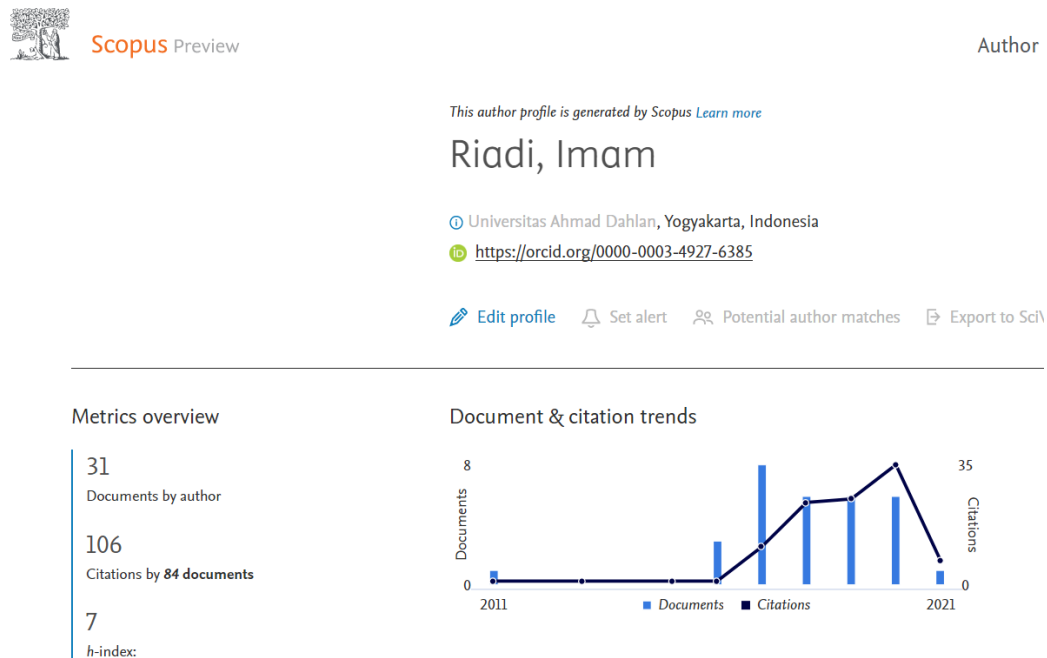 Scopus Preview
Author
This author profile is generated by Scopus Learn more
Riadi, Imam
Universitas Ahmad Dahlan, Yogyakarta, Indonesia
iD https://orcid.org/0000-0003-4927-6385
Edit profile Set alert Potential author matches Export to SciV
Metrics overview
31
Documents by author
106
Citations by 84 documents
7
h-index:
Document & citation trends
8 35
Documents Citations
0 0
2011 Documents Citations 2021